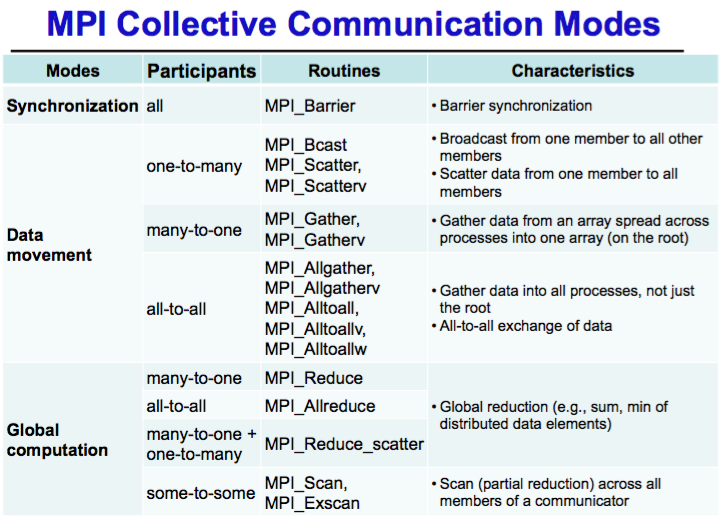 MPI Collective Communication Modes
Modes Participants Routines Characteristics
Synchronization all MPI_Barrier • Barrier synchronization
Data
movement
one-to-many
MPI_Bcast
MPI_Scatter,
MPI_Scatterv
• Broadcast from one member to all other
members
• Scatter data from one member to all
members
many-to-one
MPI_Gather,
MPI_Gatherv
• Gather data from an array spread across
processes into one array (on the root)
all-to-all
MPI_Allgather,
MPI_Allgatherv
MPI_Alltoall,
MPI_Alltoallv,
MPI_Alltoallw
• Gather data into all processes, not just
the root
• All-to-all exchange of data
Global
computation
many-to-one MPI_Reduce
all-to-all MPI_Allreduce
many-to-one +
one-to-many
MPI_Reduce_scatter
• Global reduction (e.g., sum, min of
distributed data elements)
some-to-some
MPI_Scan,
MPI_Exscan
• Scan (partial reduction) across all
members of a communicator